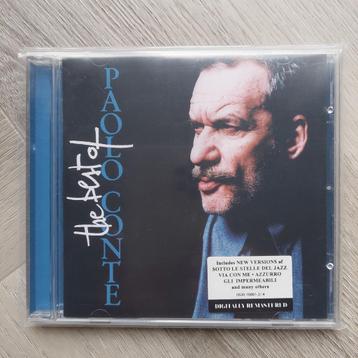 the best of
PAOLO CONTE
Includes NEW VERSIONS of
SOTTO LE STELLE DEL JAZZ
VIA CON ME • AZZURRO
GLI IMPERMEABILI
and many others
DIGITALLY REMASTERED